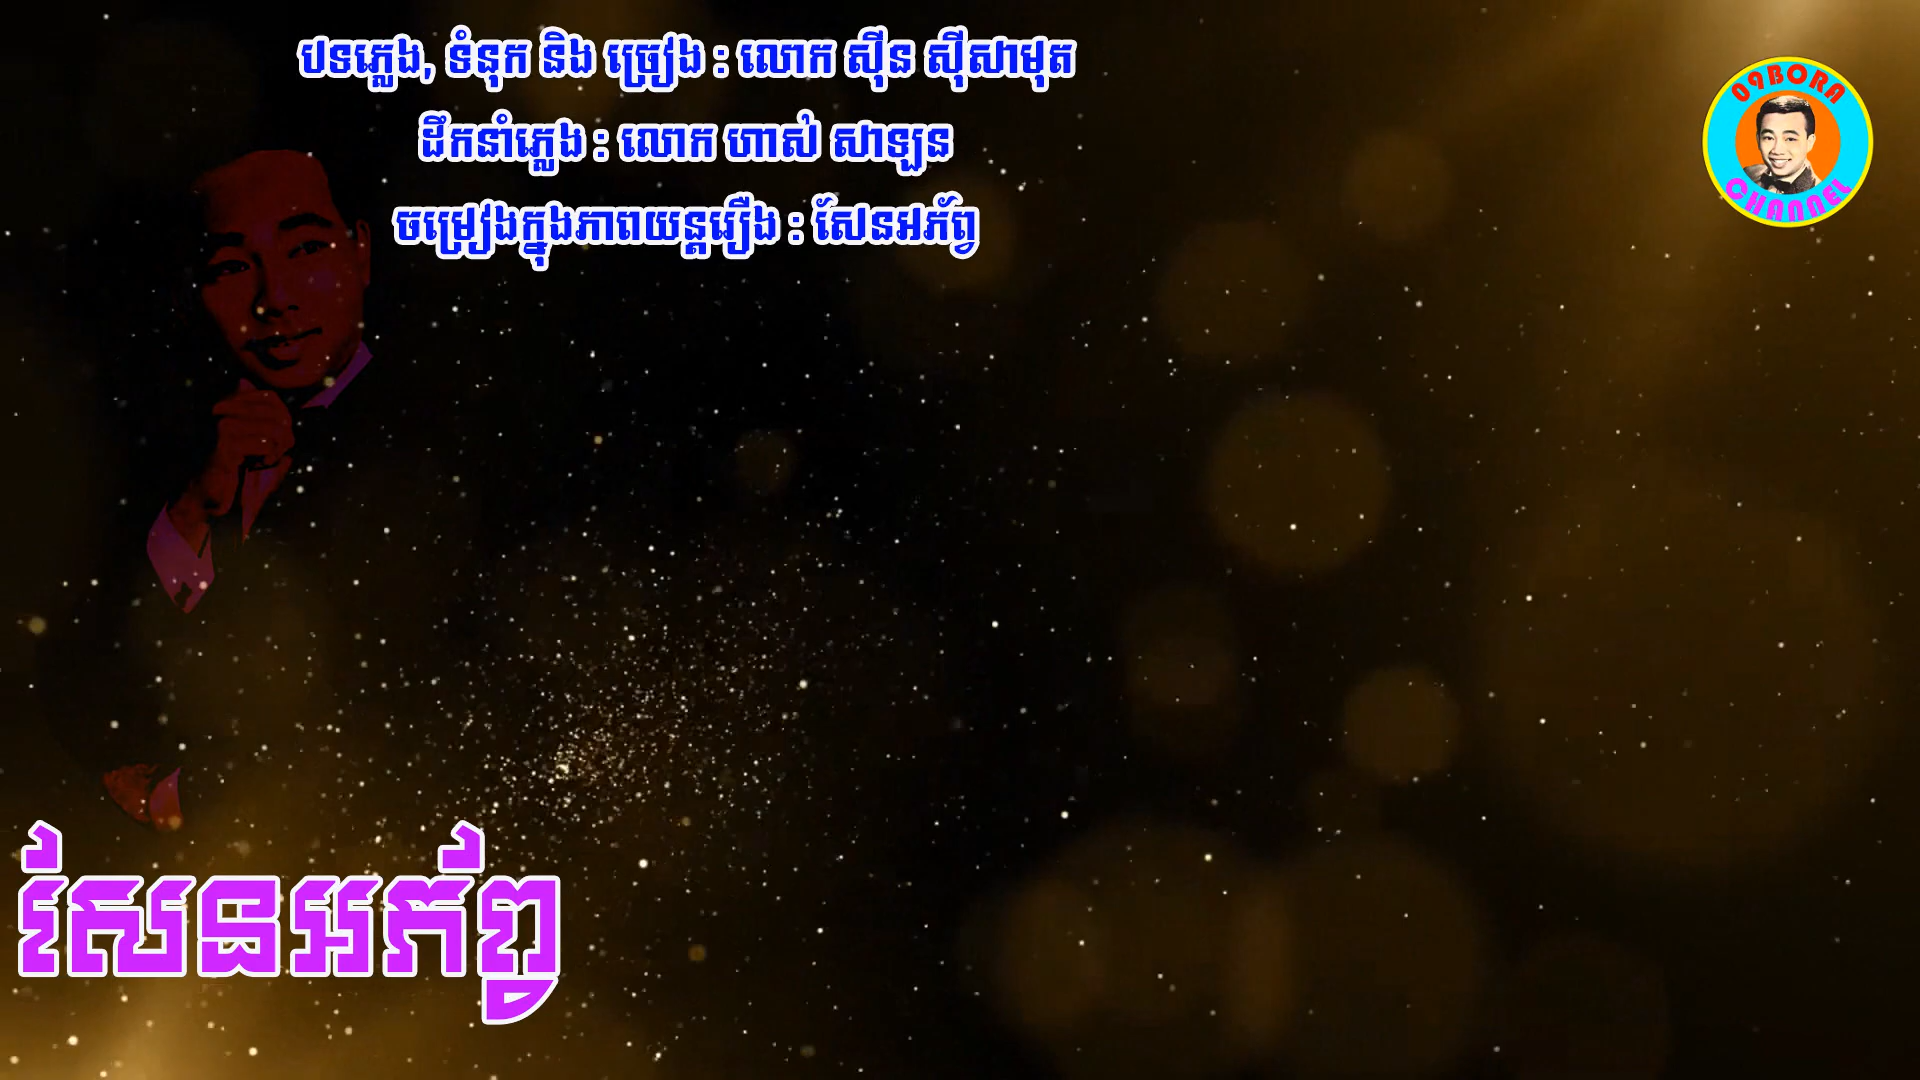 បទភ្លេង, ទំនុក និង ច្រៀង : លោក ស៊ីន ស៊ីសាមុត
ដឹកនាំភ្លេង : លោក ហាស់ សាឡន
ចម្រៀងក្នុងភាពយន្តរឿង : សែនអភ័ព្វ
09BORA
CHANNEL
សែនអភ័ព្វ